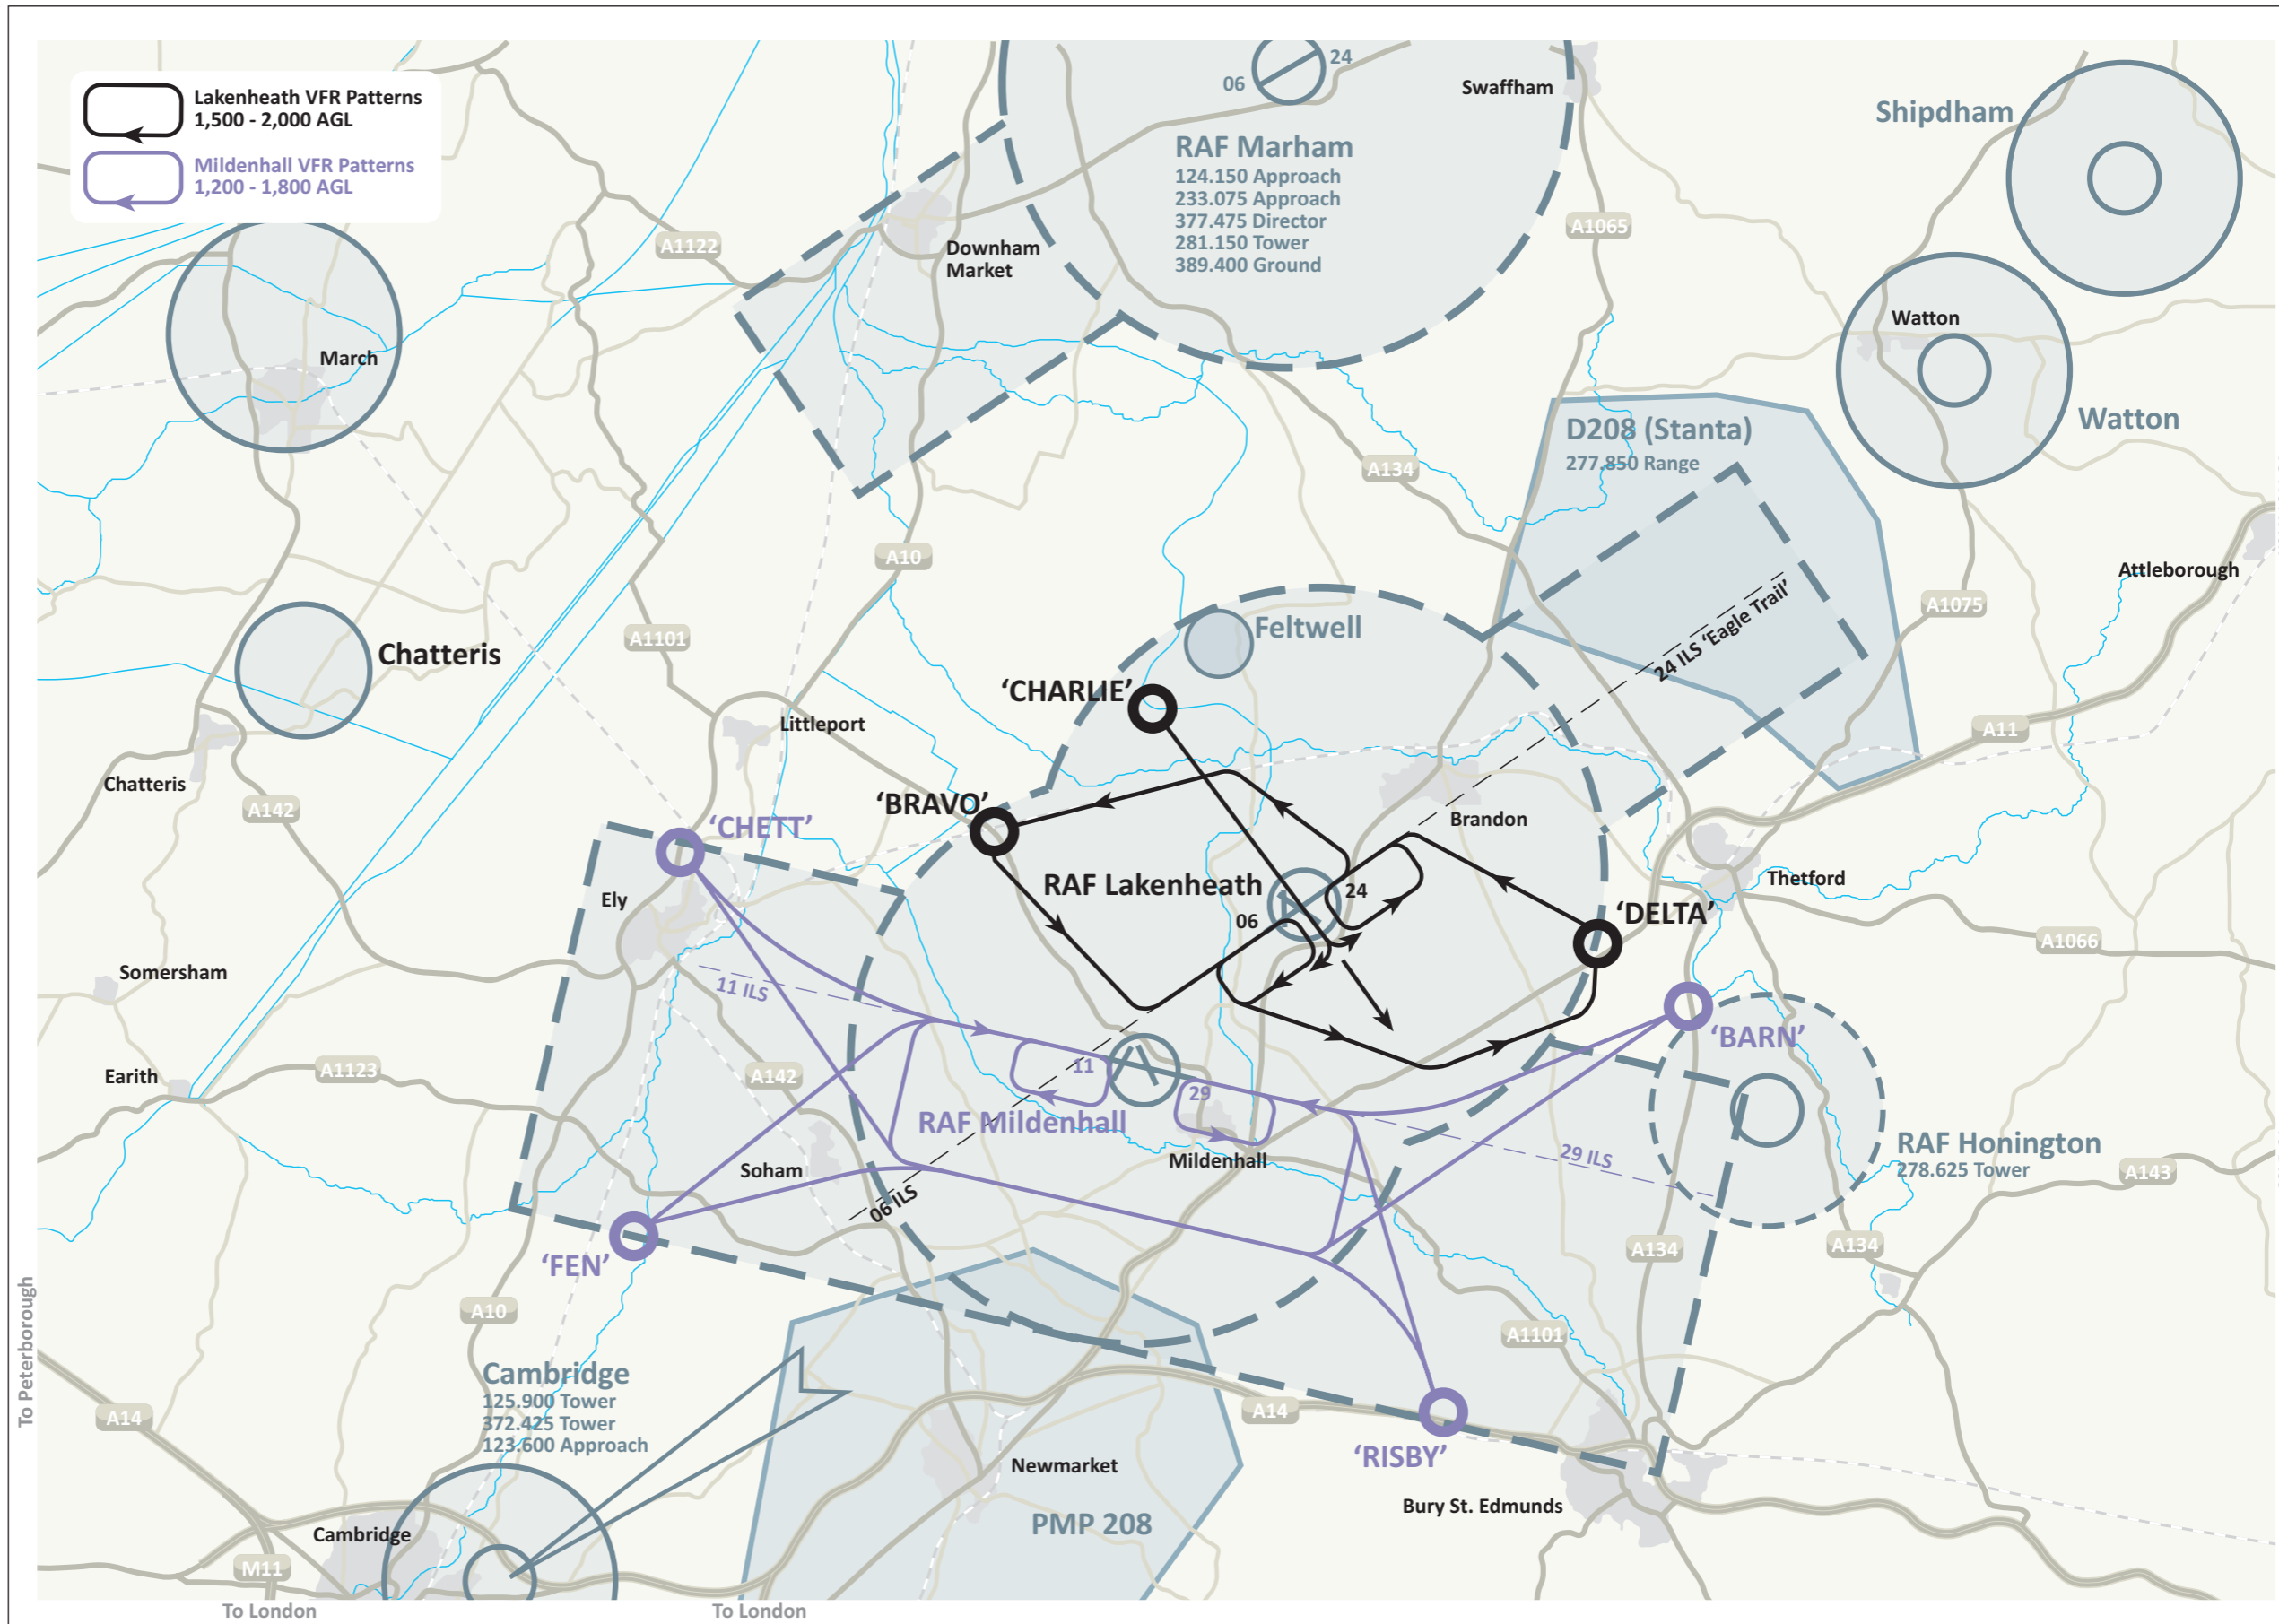 Lakenheath VFR Patterns
1,500 - 2,000 AGL
Mildenhall VFR Patterns
1,200 - 1,800 AGL
24
06
Swaffham
Shipdham
RAF Marham
124.150 Approach
233.075 Approach
377.475 Director
281.150 Tower
389.400 Ground
A1065
A1122
Downham
Market
Watton
March
Watton
D208 (Stanta)
277.850 Range
A134
A10
Attleborough
A1075
24 ILS ‘Eagle Trail’
A1101
Feltwell
Chatteris
‘CHARLIE’
Littleport
A11
Chatteris
A142
‘BRAVO’
‘CHETT’
Brandon
Thetford
RAF Lakenheath
24
06
Ely
‘DELTA’
A1066
Somersham
11 ILS
‘BARN’
Earith
A1123
A142
11
29
RAF Mildenhall
Mildenhall
29 ILS
RAF Honington
278.625 Tower
A143
Soham
06 ILS
‘FEN’
A134
A134
A10
A1101
To Peterborough
Cambridge
125.900 Tower
372.425 Tower
123.600 Approach
A14
A14
‘RISBY’
Newmarket
Bury St. Edmunds
PMP 208
Cambridge
M11
To London
To London